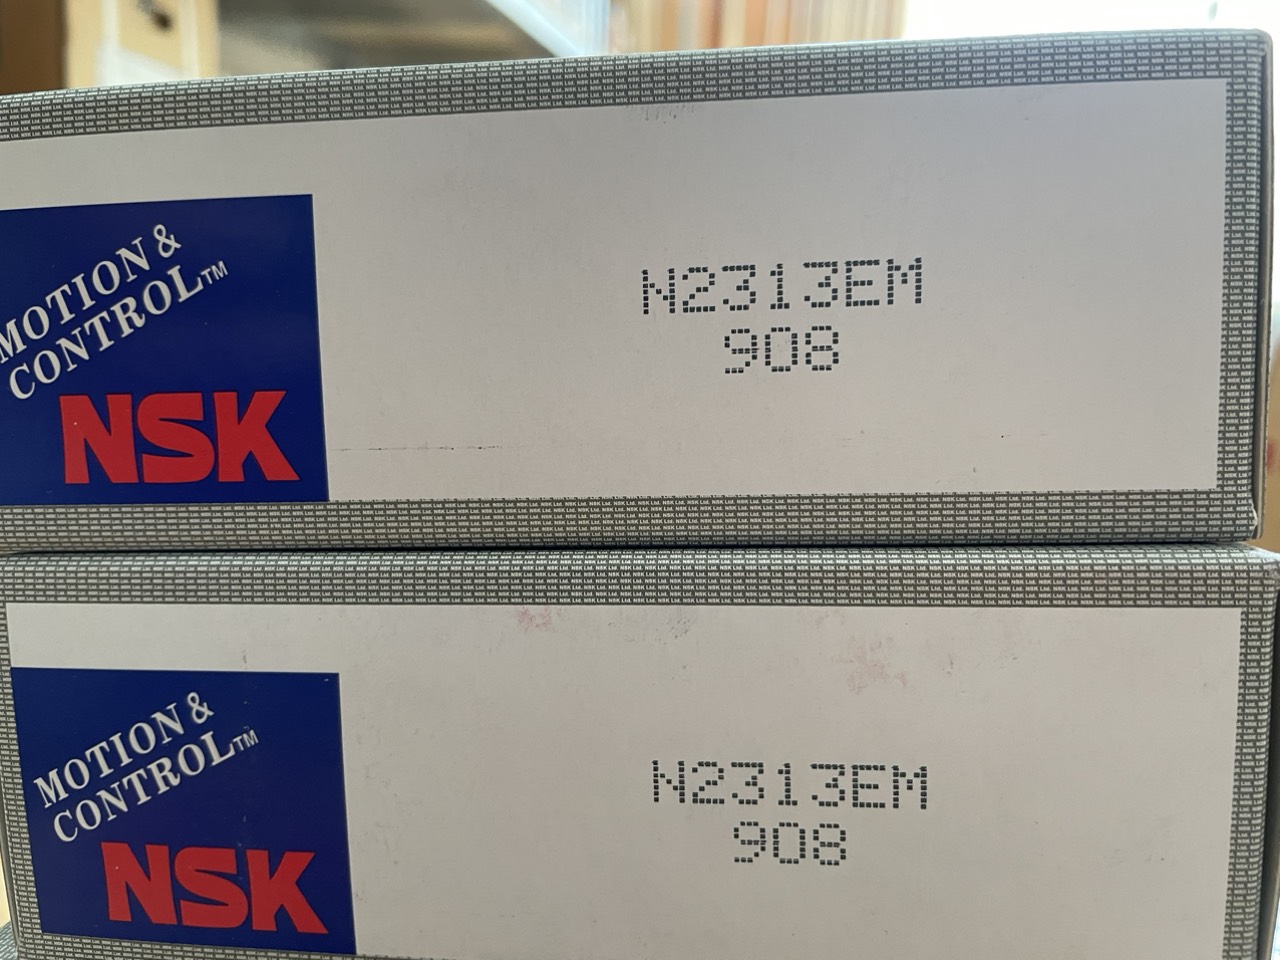 MOTION &
CONTROL™
NSK
N2313EM
908
MOTION &
CONTROL™
NSK
N2313EM
908